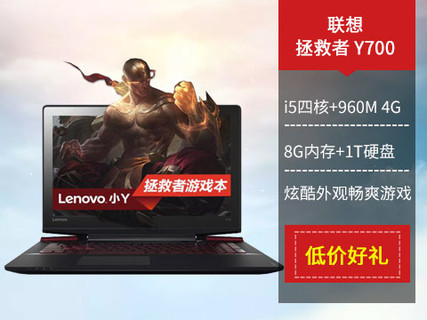 联想
拯救者 Y700
i5四核+960M 4G
8G内存+1T硬盘
炫酷外观畅爽游戏
低价好礼
拯救者游戏本
Lenovo 小Y
Lenovo